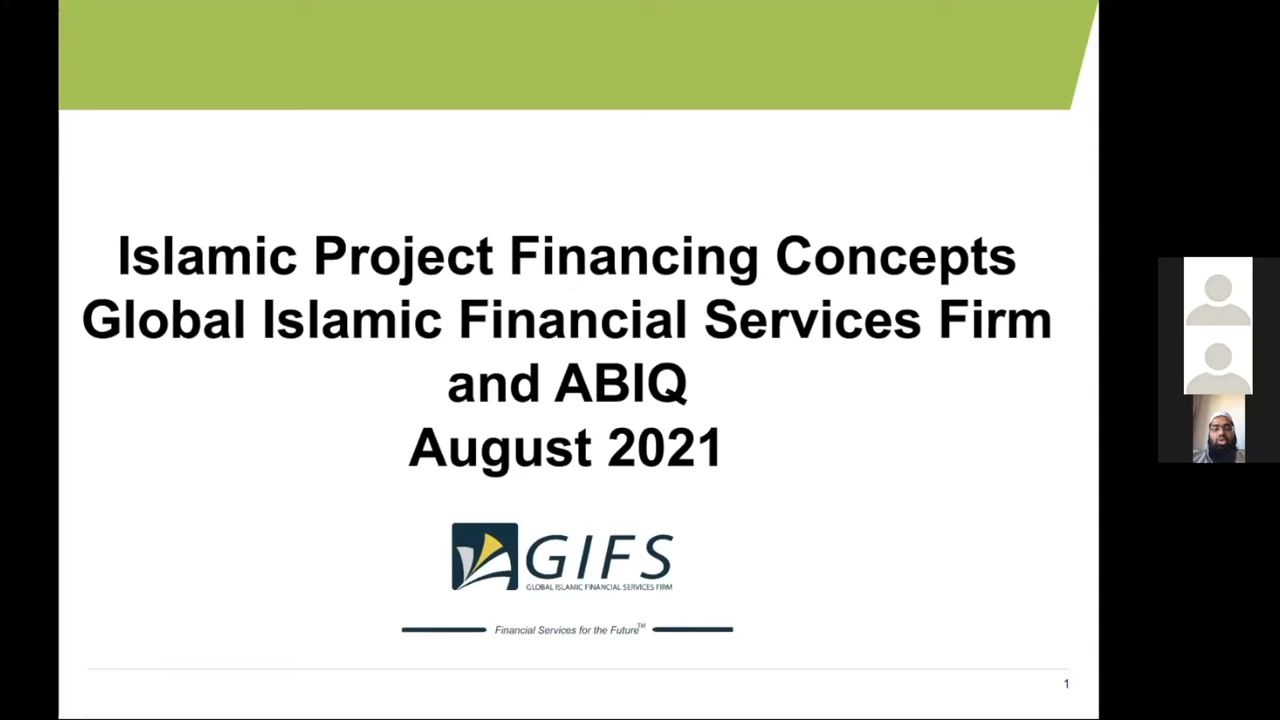 Islamic Project Financing Concepts
Global Islamic Financial Services Firm
and ABIQ
August 2021
GIFS
GLOBAL ISLAMIC FINANCIAL SERVICES FIRM
Financial Services for the Future™
1